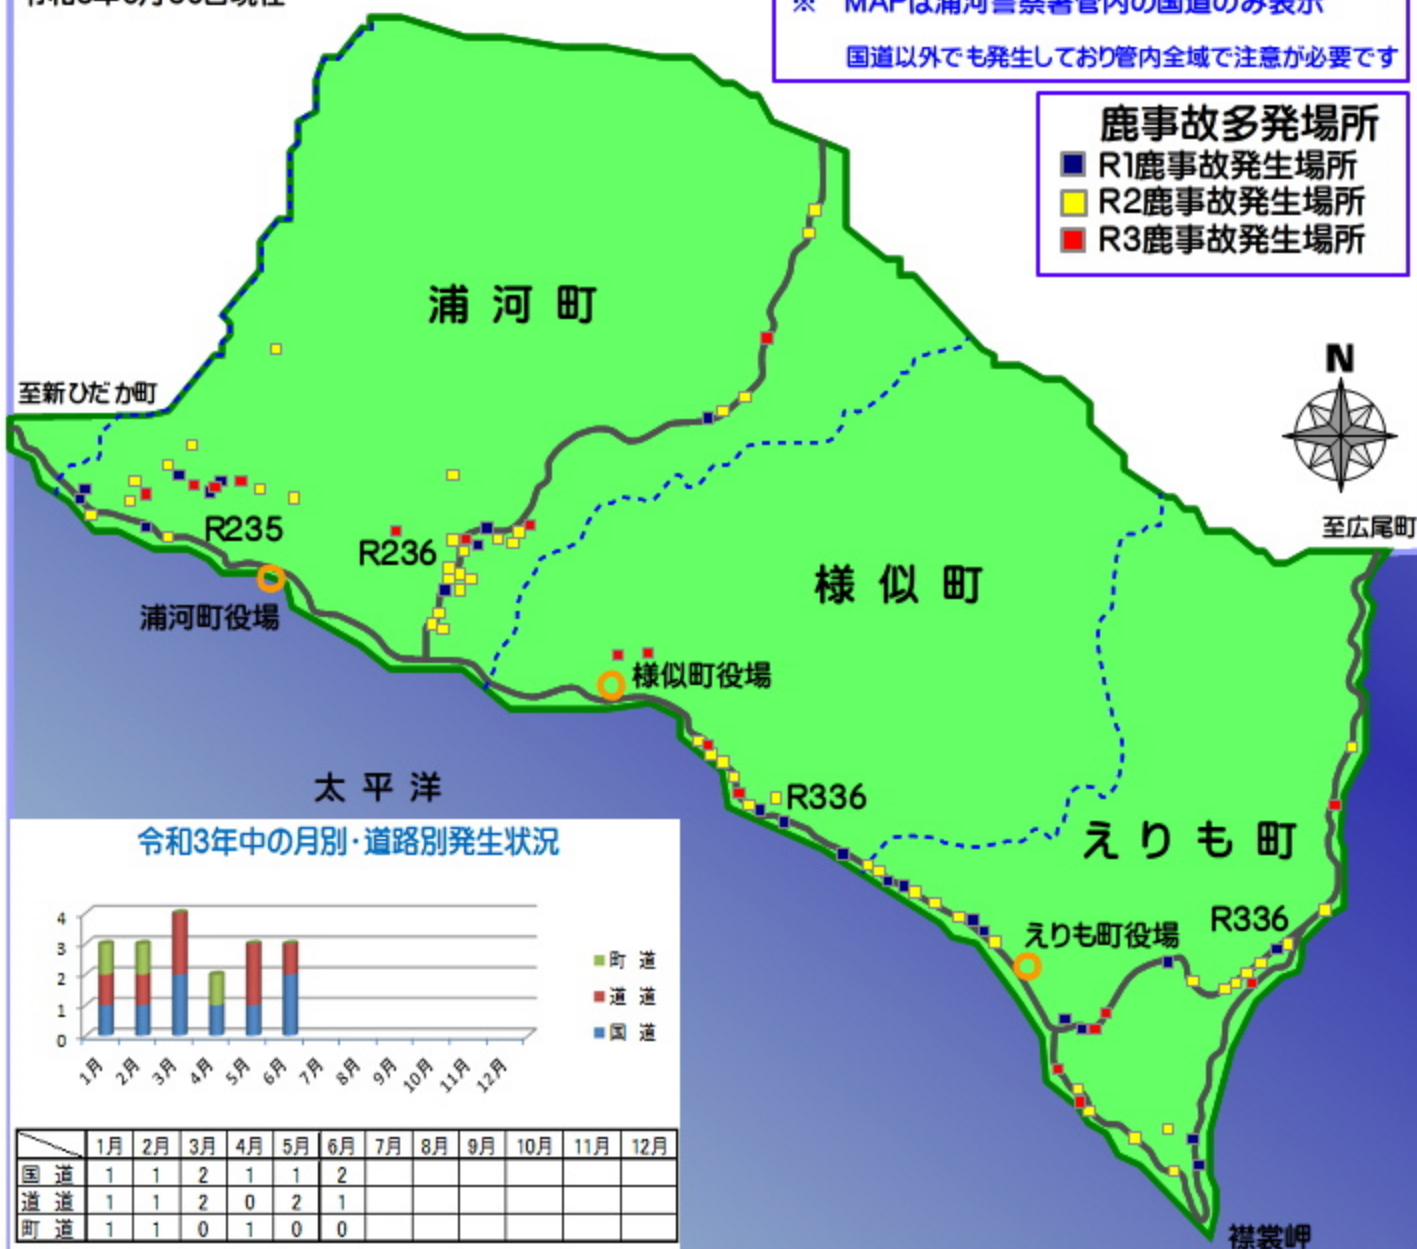 ※ MAPは浦河警察署管内の国道のみ表示
国道以外でも発生しており管内全域で注意が必要です
鹿事故多発場所
R1鹿事故発生場所
R2鹿事故発生場所
R3鹿事故発生場所
浦河町
N
至新ひだか町
至広尾町
R235
R236
様似町
浦河町役場
様似町役場
太平洋
R336
えりも町
R336
えりも町役場
襟裳岬
令和3年中の月別・道路別発生状況
4
3
2
1
0
町 道
道 道
国 道
1月 2月 3月 4月 5月 6月 7月 8月 9月 10月 11月 12月
1月 2月 3月 4月 5月 6月 7月 8月 9月 10月 11月 12月
国 道 1 1 2 1 1 2
道 道 1 1 2 0 2 1
町 道 1 1 0 1 0 0